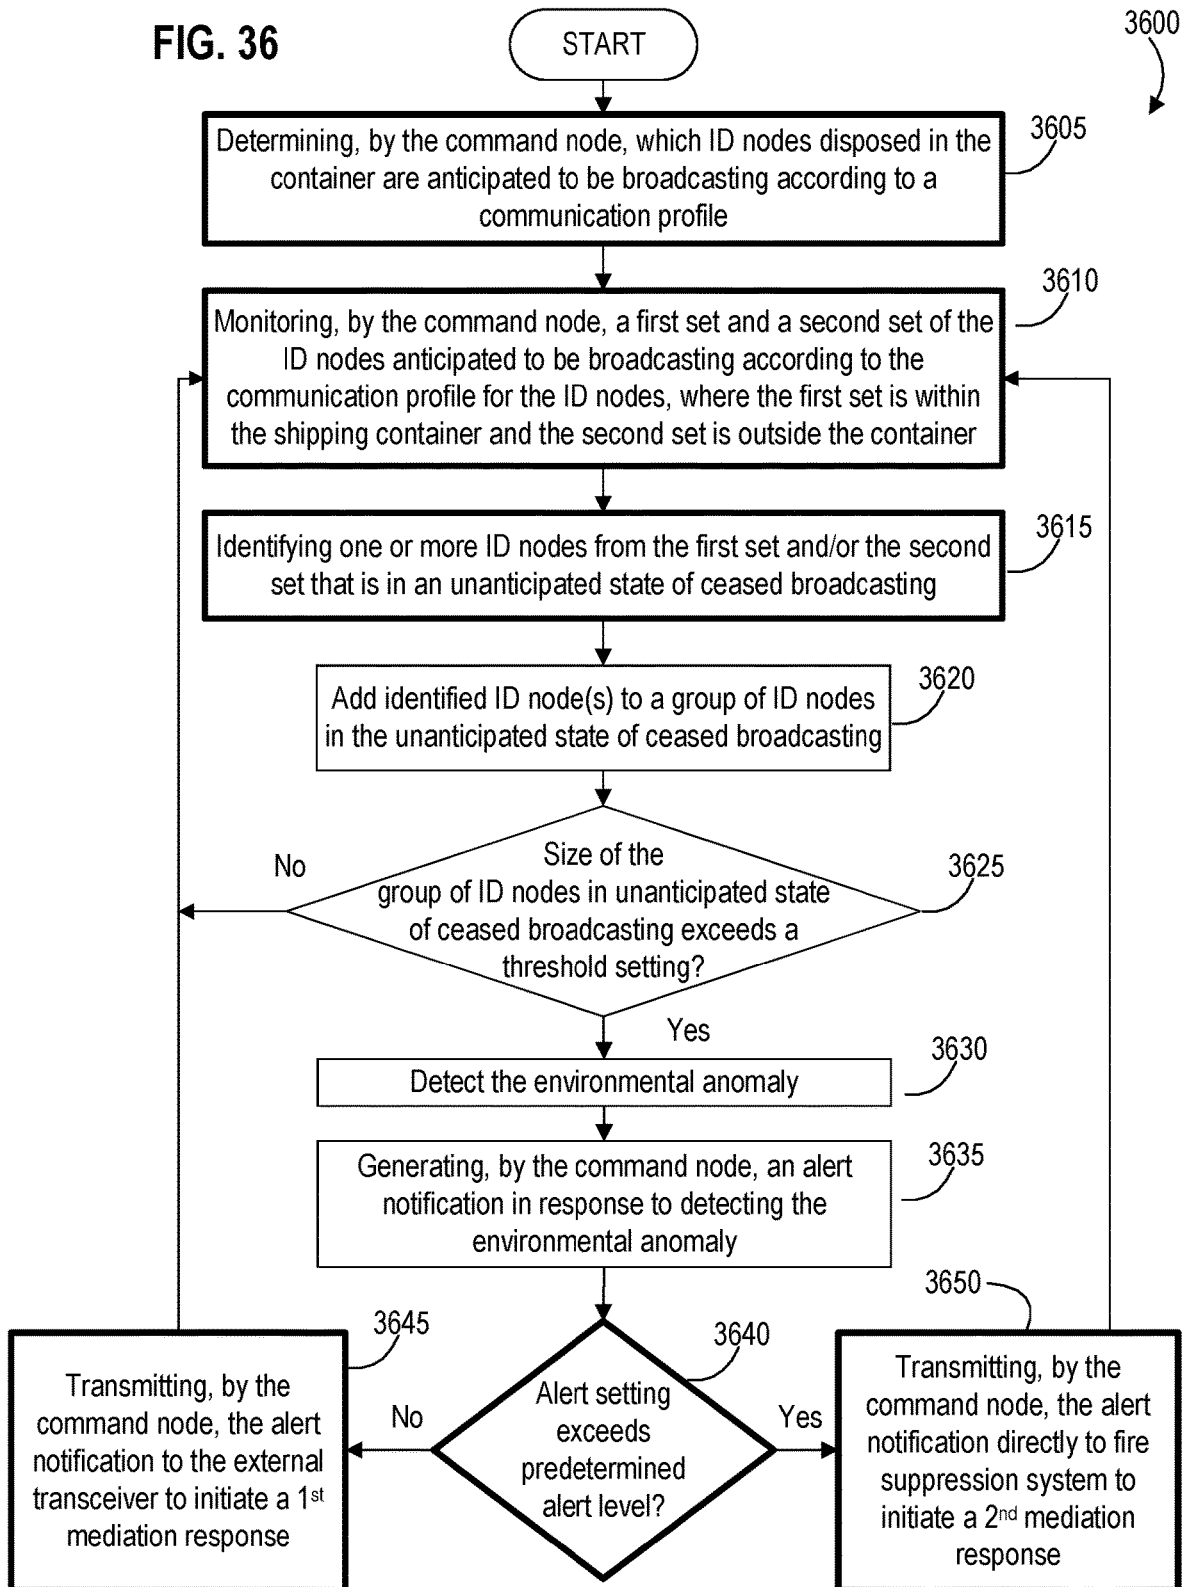 FIG. 36
START
3600
Determining, by the command node, which ID nodes disposed in the
container are anticipated to be broadcasting according to a
communication profile
3605
Monitoring, by the command node, a first set and a second set of the
ID nodes anticipated to be broadcasting according to the
communication profile for the ID nodes, where the first set is within
the shipping container and the second set is outside the container
3610
Identifying one or more ID nodes from the first set and/or the second
set that is in an unanticipated state of ceased broadcasting
3615
Add identified ID node(s) to a group of ID nodes
in the unanticipated state of ceased broadcasting
3620
No
Size of the
group of ID nodes in unanticipated state
of ceased broadcasting exceeds a
threshold setting?
3625
Yes
Detect the environmental anomaly
3630
Generating, by the command node, an alert
notification in response to detecting the
environmental anomaly
3635
3645
Transmitting, by the
command node, the alert
notification to the external
transceiver to initiate a 1st
mediation response
No
Alert setting
exceeds
predetermined
alert level?
3640
Yes
3650
Transmitting, by the
command node, the alert
notification directly to fire
suppression system to
initiate a 2nd mediation
response